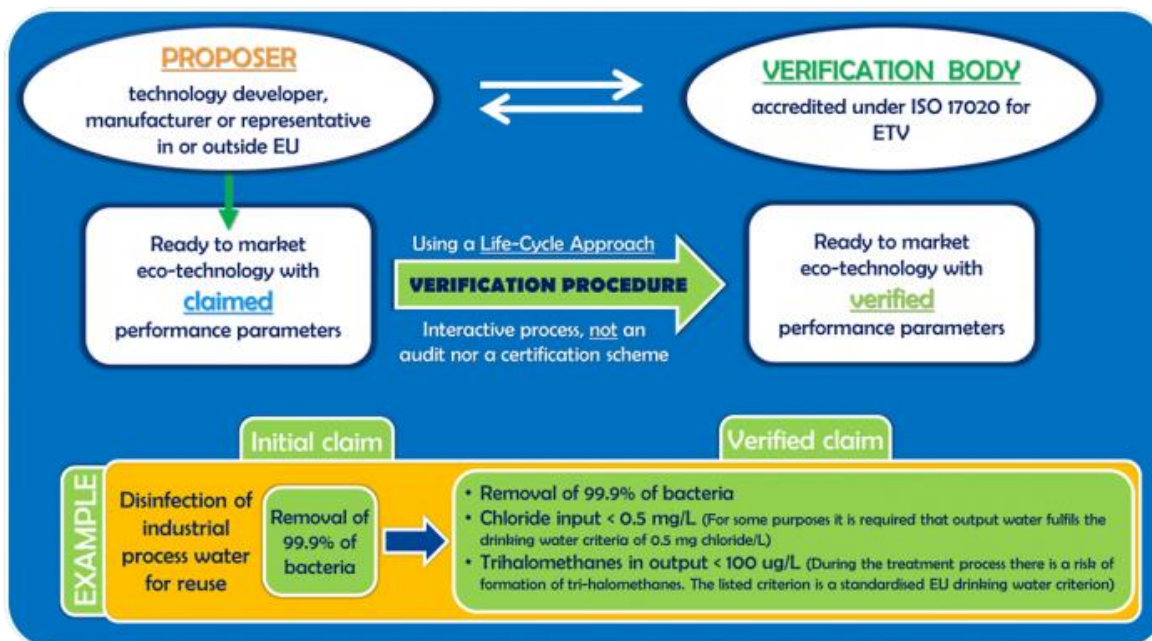 PROPOSER
technology developer,
manufacturer or representative
in or outside EU
VERIFICATION BODY
accredited under ISO 17020 for
ETV
Ready to market
eco-technology with
claimed
performance parameters
Using a Life-Cycle Approach
VERIFICATION PROCEDURE
Interactive process, not an
audit nor a certification scheme
Ready to market
eco-technology with
verified
performance parameters
Initial claim
Verified claim
EXAMPLE
Disinfection of
industrial
process water
for reuse
Removal of
99.9% of
bacteria
• Removal of 99.9% of bacteria
• Chloride input < 0.5 mg/L (For some purposes it is required that output water fulfils the
drinking water criteria of 0.5 mg chloride/L)
• Trihalomethanes in output < 100 ug/L (During the treatment process there is a risk of
formation of tri-halomethanes. The listed criterion is a standardised EU drinking water criterion)